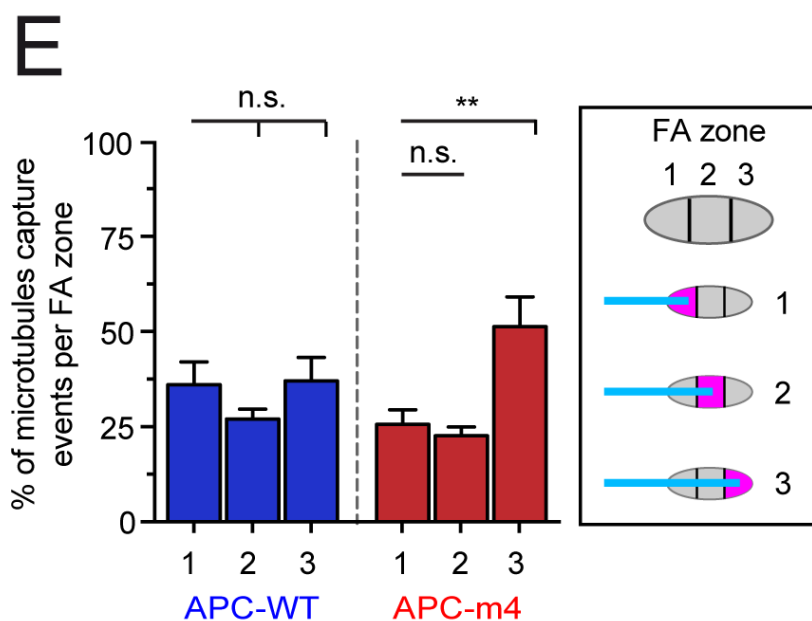 E
n.s.
**
n.s.
% of microtubules capture
events per FA zone
100
75
50
25
0
1 2 3
1 2 3
APC-WT
APC-m4
FA zone
1 2 3
1
2
3